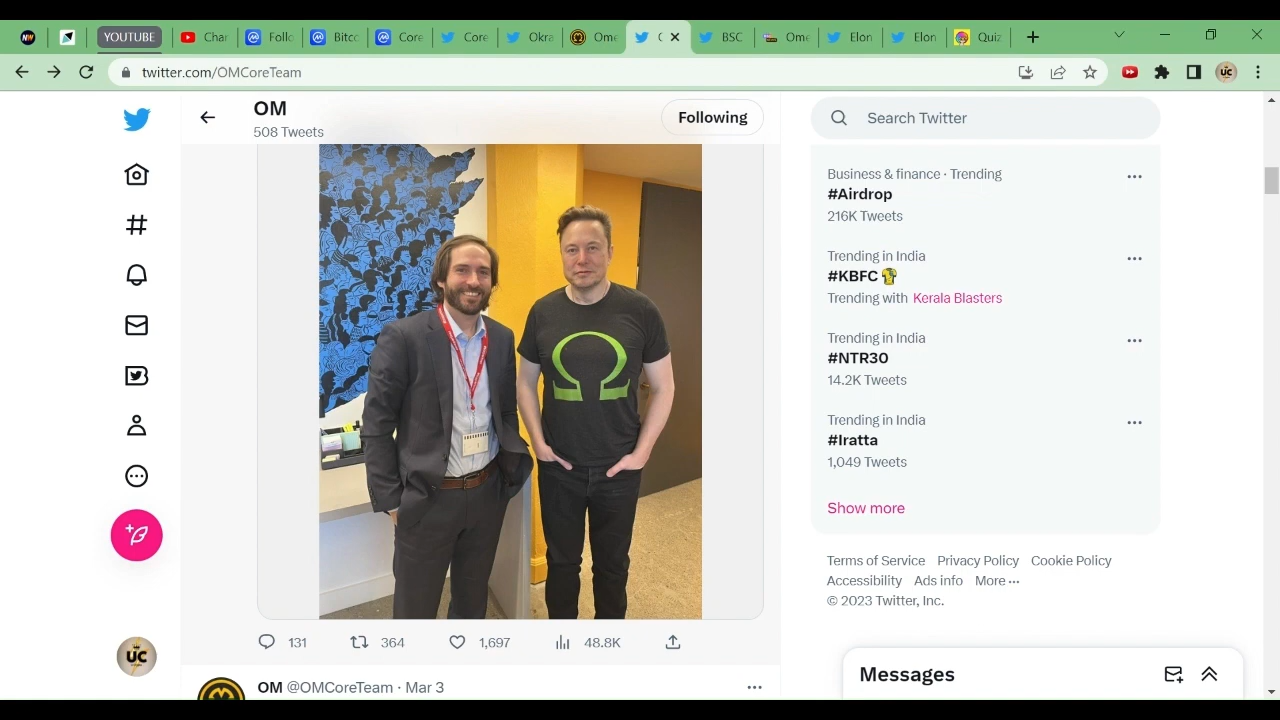 YOUTUBE
Char
Follo
Bitcc
Core
Core
Okra
Ome
BSC
Ome
Elon
Elon
Quiz
twitter.com/OMCoreTeam
UC
OM
508 Tweets
Following
Search Twitter
Business & finance · Trending
#Airdrop
216K Tweets
Trending in India
#KBFC
Trending with Kerala Blasters
Trending in India
#NTR30
14.2K Tweets
Trending in India
#Iratta
1,049 Tweets
Show more
Terms of Service Privacy Policy Cookie Policy
Accessibility Ads info More ···
© 2023 Twitter, Inc.
Ω
131 364 1,697 48.8K
UC
OM @OMCoreTeam · Mar 3
Messages